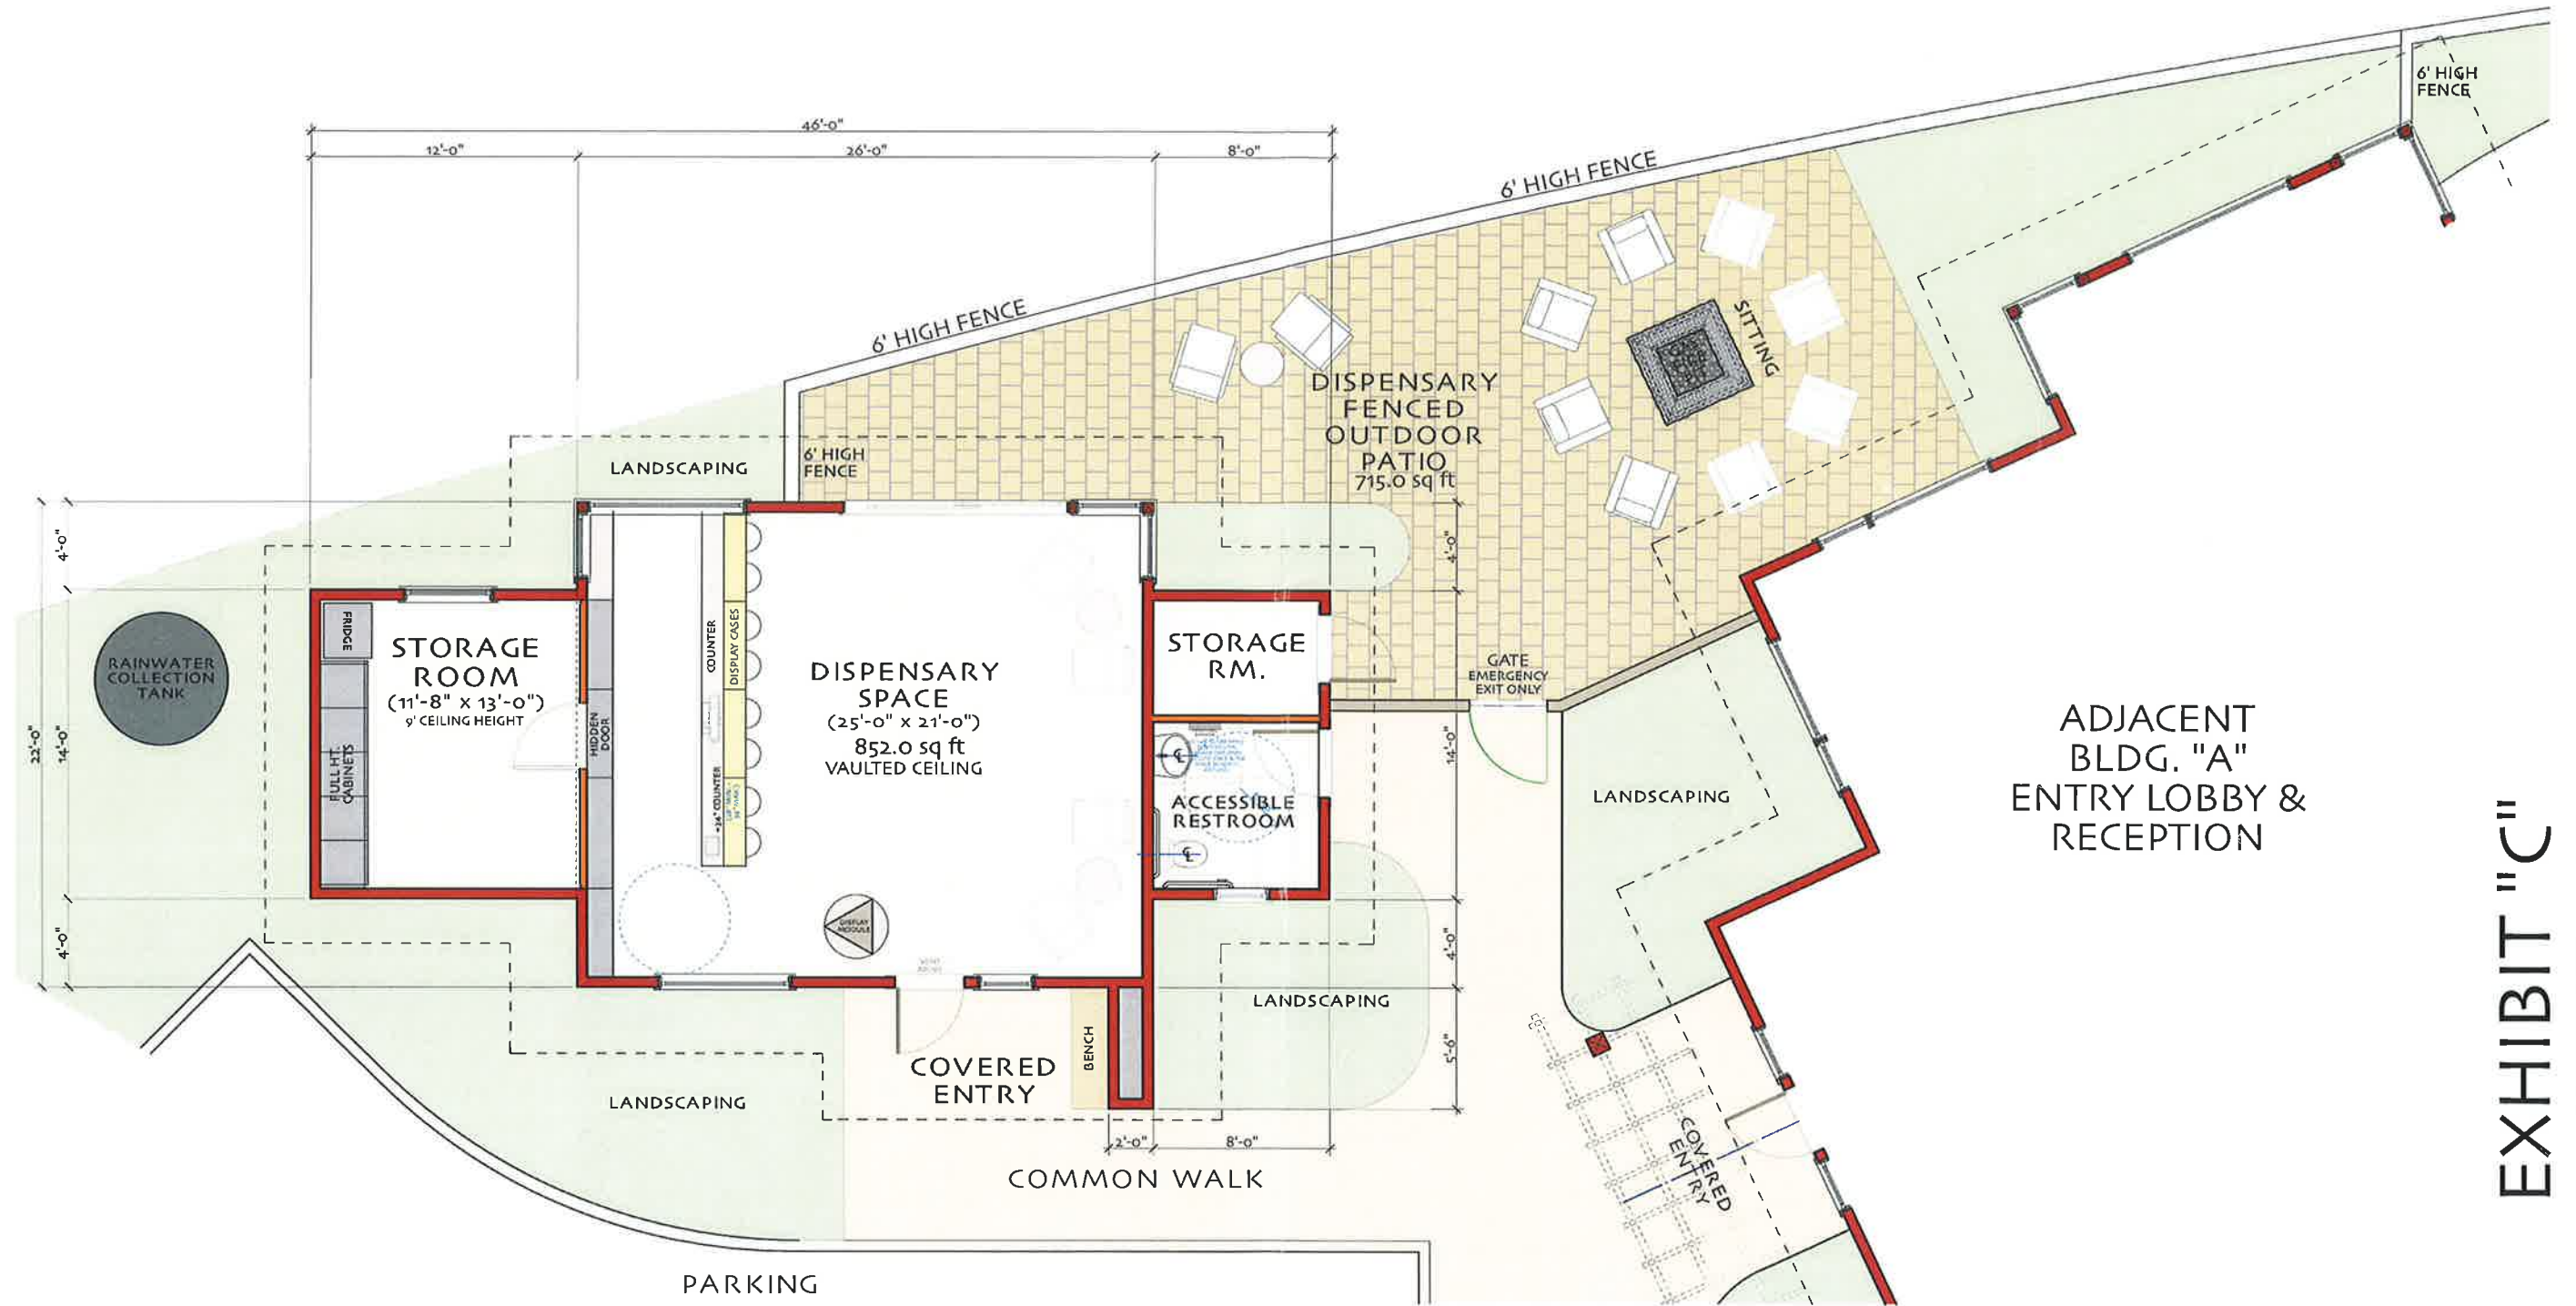 6' HIGH
FENCE
46'-0"
12'-0"
26'-0"
8'-0"
6' HIGH FENCE
6' HIGH FENCE
SITTING
DISPENSARY
FENCED
OUTDOOR
PATIO
715.0 sq ft
LANDSCAPING
6' HIGH
FENCE
4'-0"
4'-0"
FRIDGE
STORAGE
ROOM
(11'-8" x 13'-0")
9' CEILING HEIGHT
COUNTER
DISPLAY CASES
STORAGE
RM.
RAINWATER
COLLECTION
TANK
DISPENSARY
SPACE
(25'-0" x 21'-0")
852.0 sq ft
VAULTED CEILING
GATE
EMERGENCY
EXIT ONLY
22'-0"
14'-0"
FULL HT.
CABINETS
HIDDEN
DOOR
+34" COUNTER
14'-0"
ACCESSIBLE
RESTROOM
LANDSCAPING
ADJACENT
BLDG. "A"
ENTRY LOBBY &
RECEPTION
EXHIBIT "C"
4'-0"
DISPLAY
MODULE
4'-0"
LANDSCAPING
COVERED
ENTRY
BENCH
5'-6"
LANDSCAPING
2'-0"
8'-0"
COVERED
ENTRY
COMMON WALK
PARKING